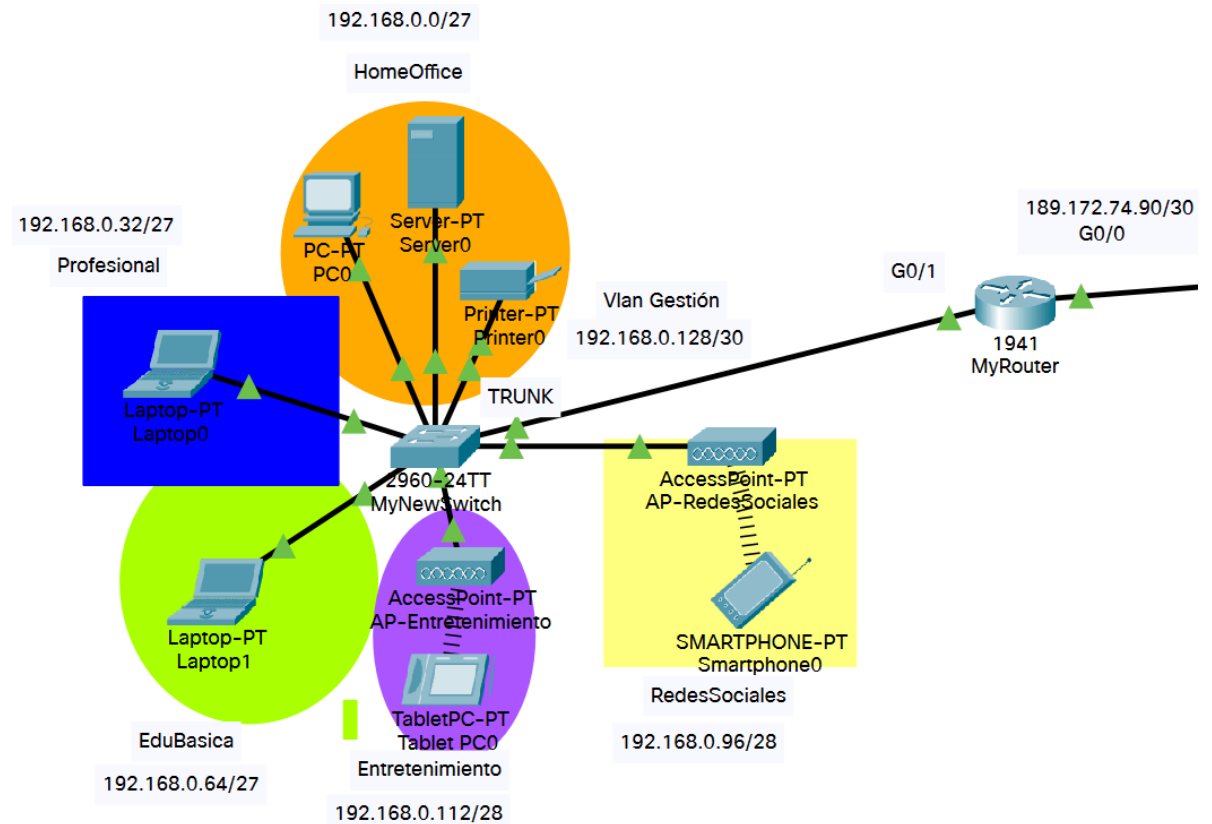 192.168.0.0/27
HomeOffice
Server-PT
Server0
PC-PT
PC0
Printer-PT
Printer0
192.168.0.32/27
Profesional
Laptop-PT
Laptop0
Vlan Gestión
192.168.0.128/30
TRUNK
G0/1
189.172.74.90/30
G0/0
1941
MyRouter
2960-24TT
MyNewSwitch
AccessPoint-PT
AP-RedesSociales
SMARTPHONE-PT
Smartphone0
RedesSociales
192.168.0.96/28
Laptop-PT
Laptop1
EduBasica
192.168.0.64/27
AccessPoint-PT
AP-Entretenimiento
TabletPC-PT
Tablet PC0
Entretenimiento
192.168.0.112/28